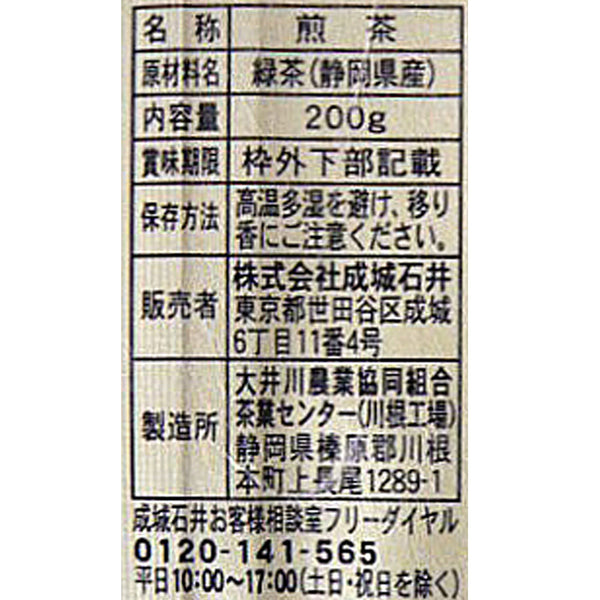 名称 煎茶
原材料名 緑茶(静岡県産)
内容量 200g
賞味期限 枠外下部記載
保存方法 高温多湿を避け、移り
香にご注意ください。
販売者 株式会社成城石井
東京都世田谷区成城
6丁目11番4号
製造所 大井川農業協同組合
茶業センター(川根工場)
静岡県榛原郡川根
本町上長尾1289-1
成城石井お客様相談室フリーダイヤル
0120-141-565
平日10:00〜17:00(土日・祝日を除く)